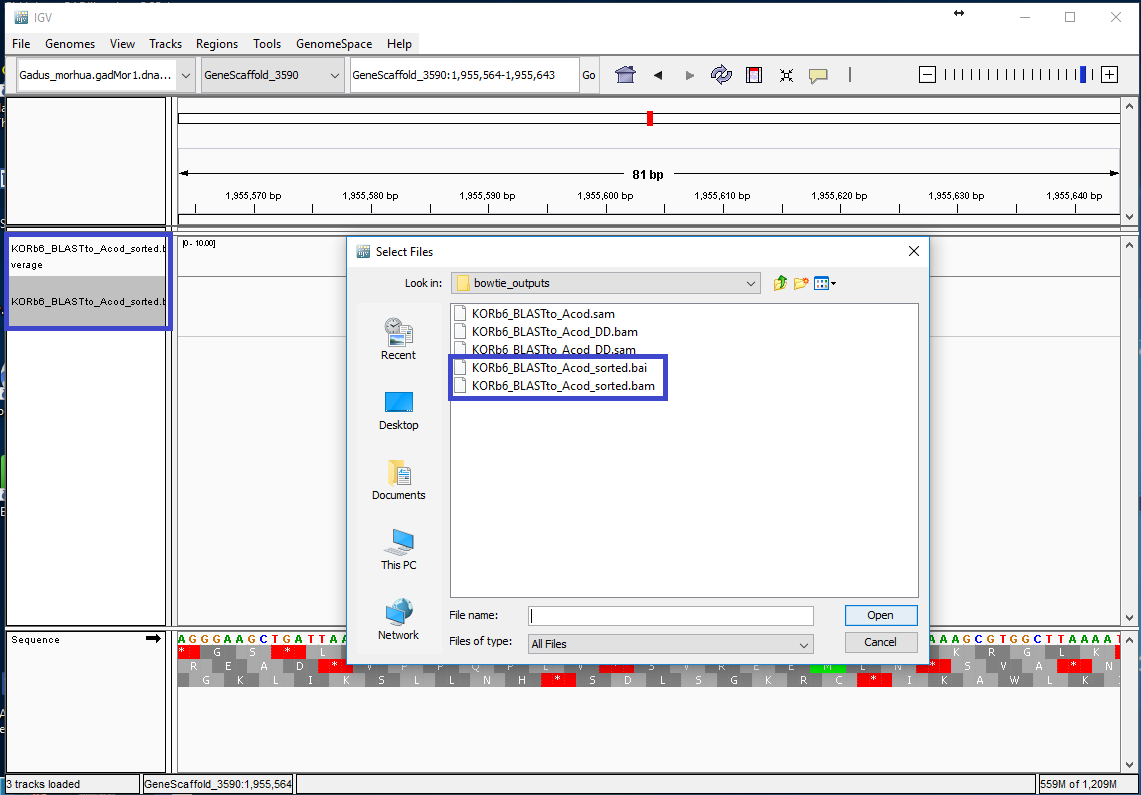 IGV
File Genomes View Tracks Regions Tools GenomeSpace Help
Gadus_morhua.gadMor1.dna... GeneScaffold_3590 GeneScaffold_3590:1,955,564-1,955,643 Go
81 bp
1,955,570 bp 1,955,580 bp 1,955,590 bp 1,955,600 bp 1,955,610 bp 1,955,620 bp 1,955,630 bp 1,955,640 bp
KORb6_BLASTto_Acod_sorted.b
verage
[0 - 10.00]
KORb6_BLASTto_Acod_sorted.b
Select Files
Look in: bowtie_outputs
Recent
Desktop
Documents
This PC
Network
KORb6_BLASTto_Acod.sam
KORb6_BLASTto_Acod_DD.bam
KORb6_BLASTto_Acod_DD.sam
KORb6_BLASTto_Acod_sorted.bai
KORb6_BLASTto_Acod_sorted.bam
File name: Open
Files of type: All Files Cancel
Sequence
A G G G A A G C T G A T T A A A A A G C G T G G C T T A A A A T
* G S * L K R G L K
R E A D * V P P Q P L V * S V R E E M L N * S V A * N
G K L I K S L L N H * S D L S G K R C * I K A W L K
3 tracks loaded GeneScaffold_3590:1,955,564 559M of 1,209M